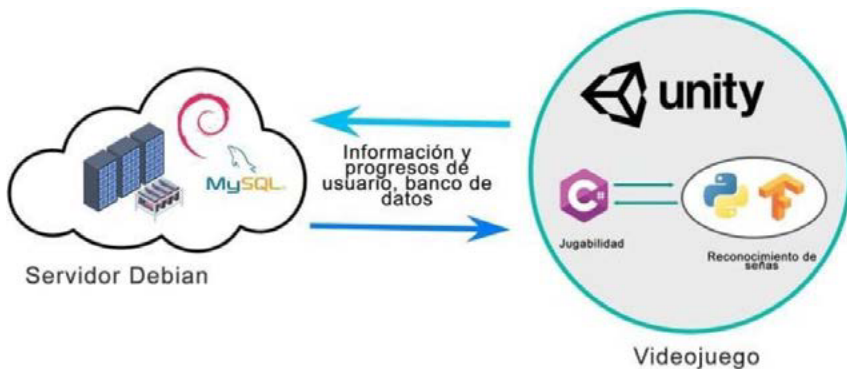 unity
Información y
progresos de
usuario, banco de
datos
MySQL
C#
Jugabilidad
Reconocimiento de
señas
Servidor Debian
Videojuego